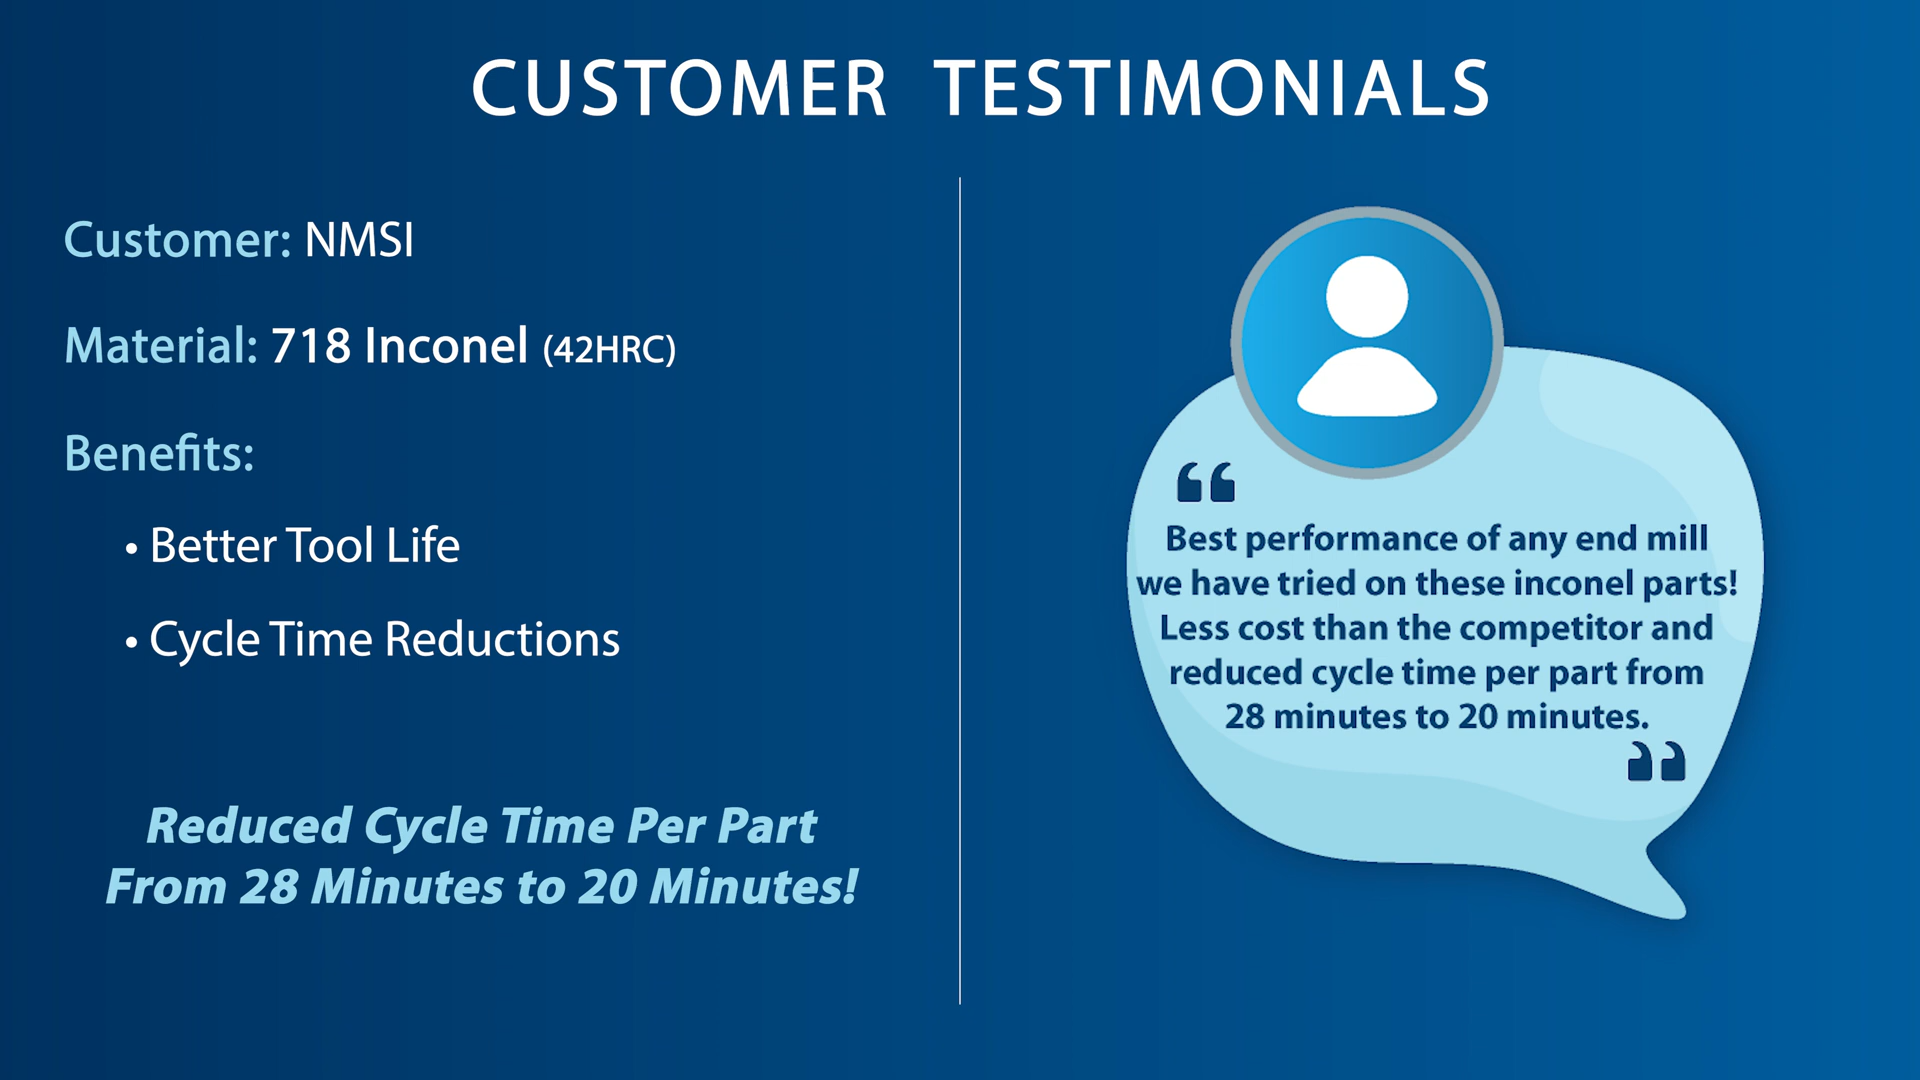 CUSTOMER TESTIMONIALS
Customer: NMSI
Material: 718 Inconel (42HRC)
Benefits:
• Better Tool Life
• Cycle Time Reductions
Reduced Cycle Time Per Part
From 28 Minutes to 20 Minutes!
“
Best performance of any end mill
we have tried on these inconel parts!
Less cost than the competitor and
reduced cycle time per part from
28 minutes to 20 minutes.
”